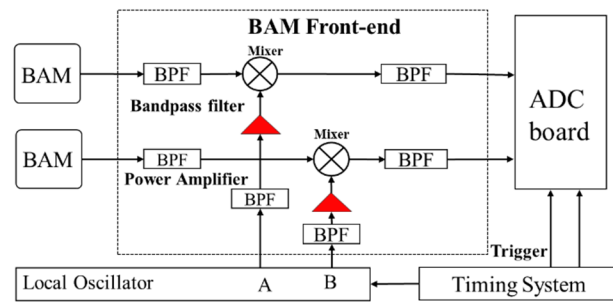 BAM Front-end
Mixer
BAM
BPF
BPF
ADC
board
Bandpass filter
Mixer
BAM
BPF
BPF
Power Amplifier
BPF
BPF
Trigger
Local Oscillator
A
B
Timing System